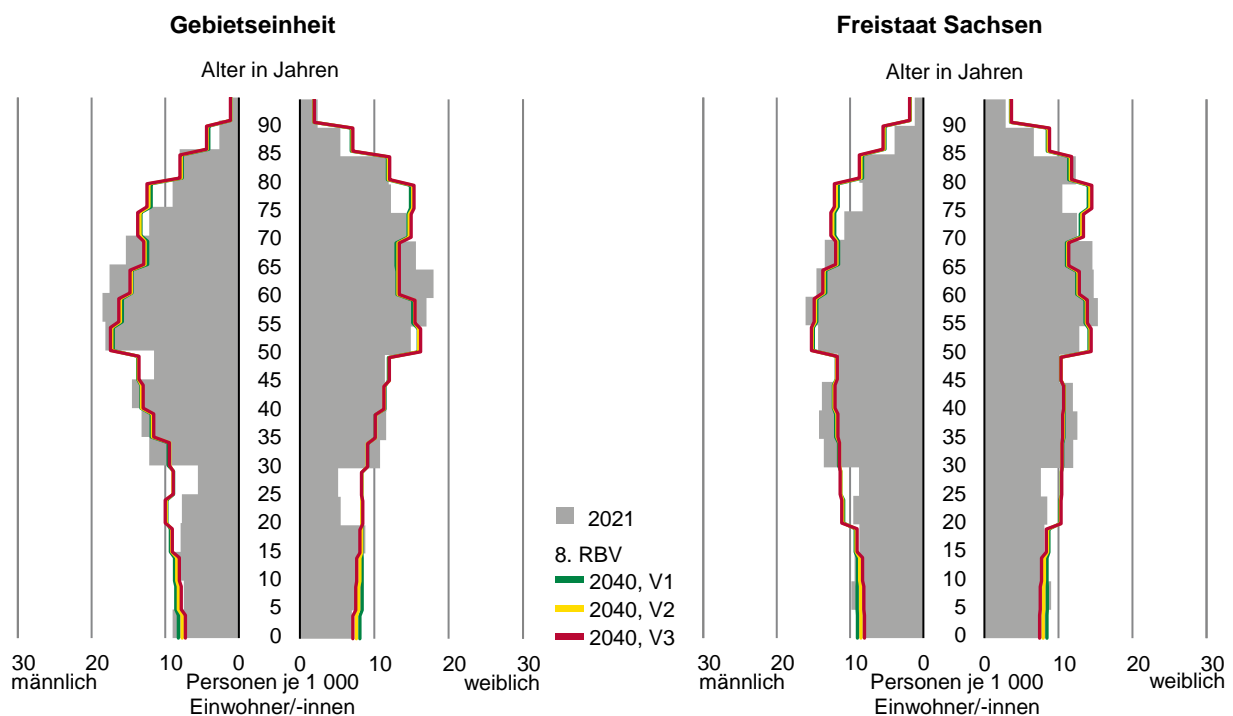 Gebietseinheit
Alter in Jahren
90
85
80
75
70
65
60
55
50
45
40
35
30
25
20
15
10
5
0
30 20 10 0 0 10 20 30
männlich Personen je 1 000 weiblich
Einwohner/-innen
2021
8. RBV
2040, V1
2040, V2
2040, V3
Freistaat Sachsen
Alter in Jahren
90
85
80
75
70
65
60
55
50
45
40
35
30
25
20
15
10
5
0
30 20 10 0 0 10 20 30
männlich Personen je 1 000 weiblich
Einwohner/-innen